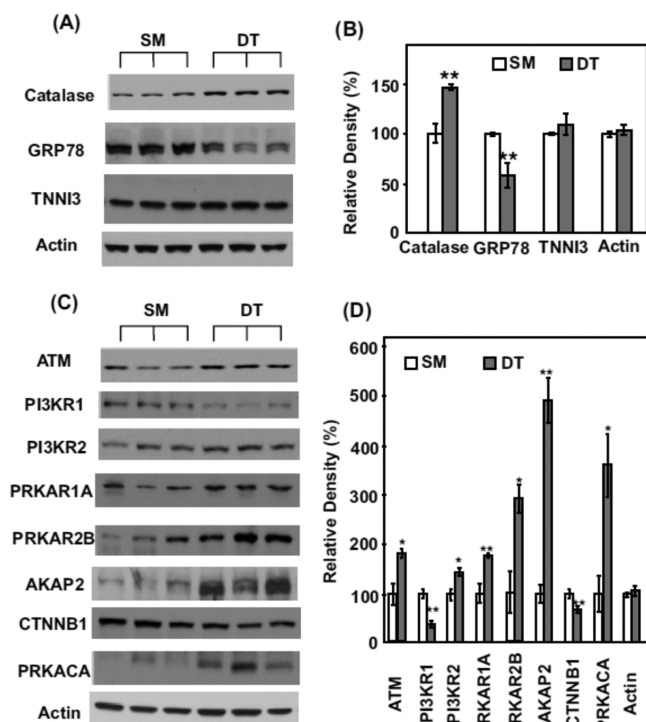 (A)
SM DT
Catalase
GRP78
TNNI3
Actin
(B)
SM DT
Relative Density (%)
150
100
50
0
** **
Catalase GRP78 TNNI3 Actin
(C)
SM DT
ATM
PI3KR1
PI3KR2
PRKAR1A
PRKAR2B
AKAP2
CTNNB1
PRKACA
Actin
(D)
SM DT
Relative Density (%)
600
500
400
300
200
100
0
* ** * ** * ** ** *
ATM
PI3KR1
PI3KR2
RKAR1A
RKAR2B
AKAP2
CTNNB1
PRKACA
Actin